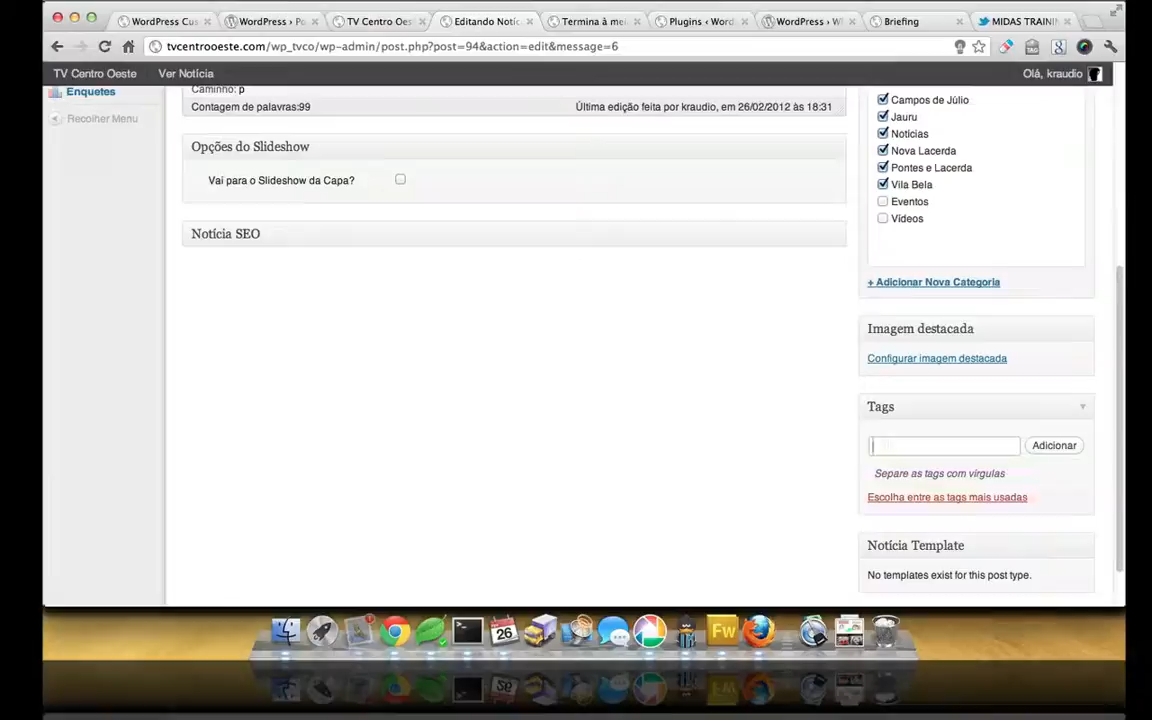 WordPress Cus
WordPress › Po
TV Centro Oes
Editando Notíc
Termina à mei
Plugins ‹ Word
WordPress › W
Briefing
MIDAS TRAINI
tvcentrooeste.com/wp_tvco/wp-admin/post.php?post=94&action=edit&message=6
TV Centro Oeste
Ver Notícia
Olá, kraudio
Enquetes
Recolher Menu
Caminho: p
Contagem de palavras:99
Última edição feita por kraudio, em 26/02/2012 às 18:31
Opções do Slideshow
Vai para o Slideshow da Capa?
Notícia SEO
Campos de Júlio
Jauru
Noticias
Nova Lacerda
Pontes e Lacerda
Vila Bela
Eventos
Vídeos
+ Adicionar Nova Categoria
Imagem destacada
Configurar imagem destacada
Tags
Adicionar
Separe as tags com vírgulas
Escolha entre as tags mais usadas
Notícia Template
No templates exist for this post type.
26
Fw